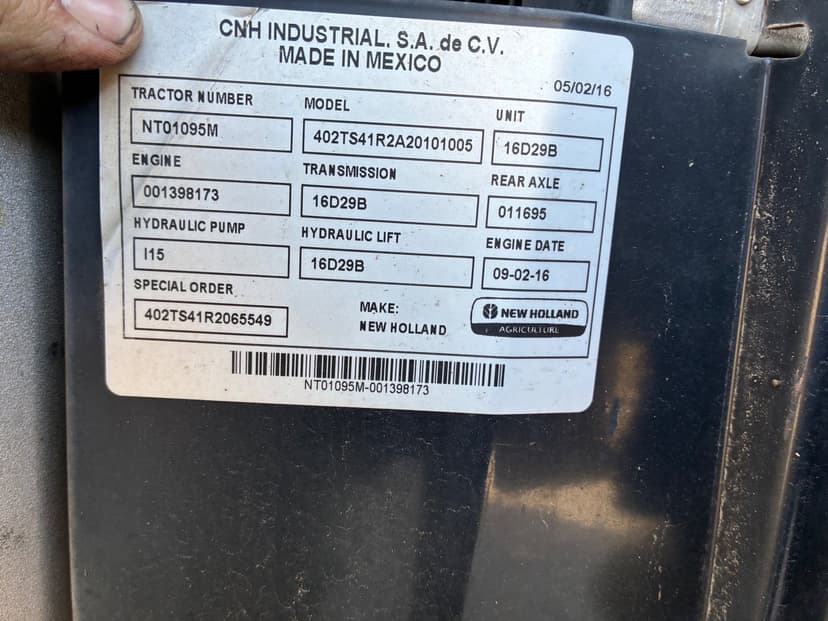 CNH INDUSTRIAL, S.A. de C.V.
MADE IN MEXICO
05/02/16
TRACTOR NUMBER
NT01095M
MODEL
402TS41R2A20101005
UNIT
16D29B
ENGINE
001398173
TRANSMISSION
16D29B
REAR AXLE
011695
HYDRAULIC PUMP
I15
HYDRAULIC LIFT
16D29B
ENGINE DATE
09-02-16
SPECIAL ORDER
402TS41R2065549
MAKE:
NEW HOLLAND
NEW HOLLAND
AGRICULTURE
NT01095M-001398173